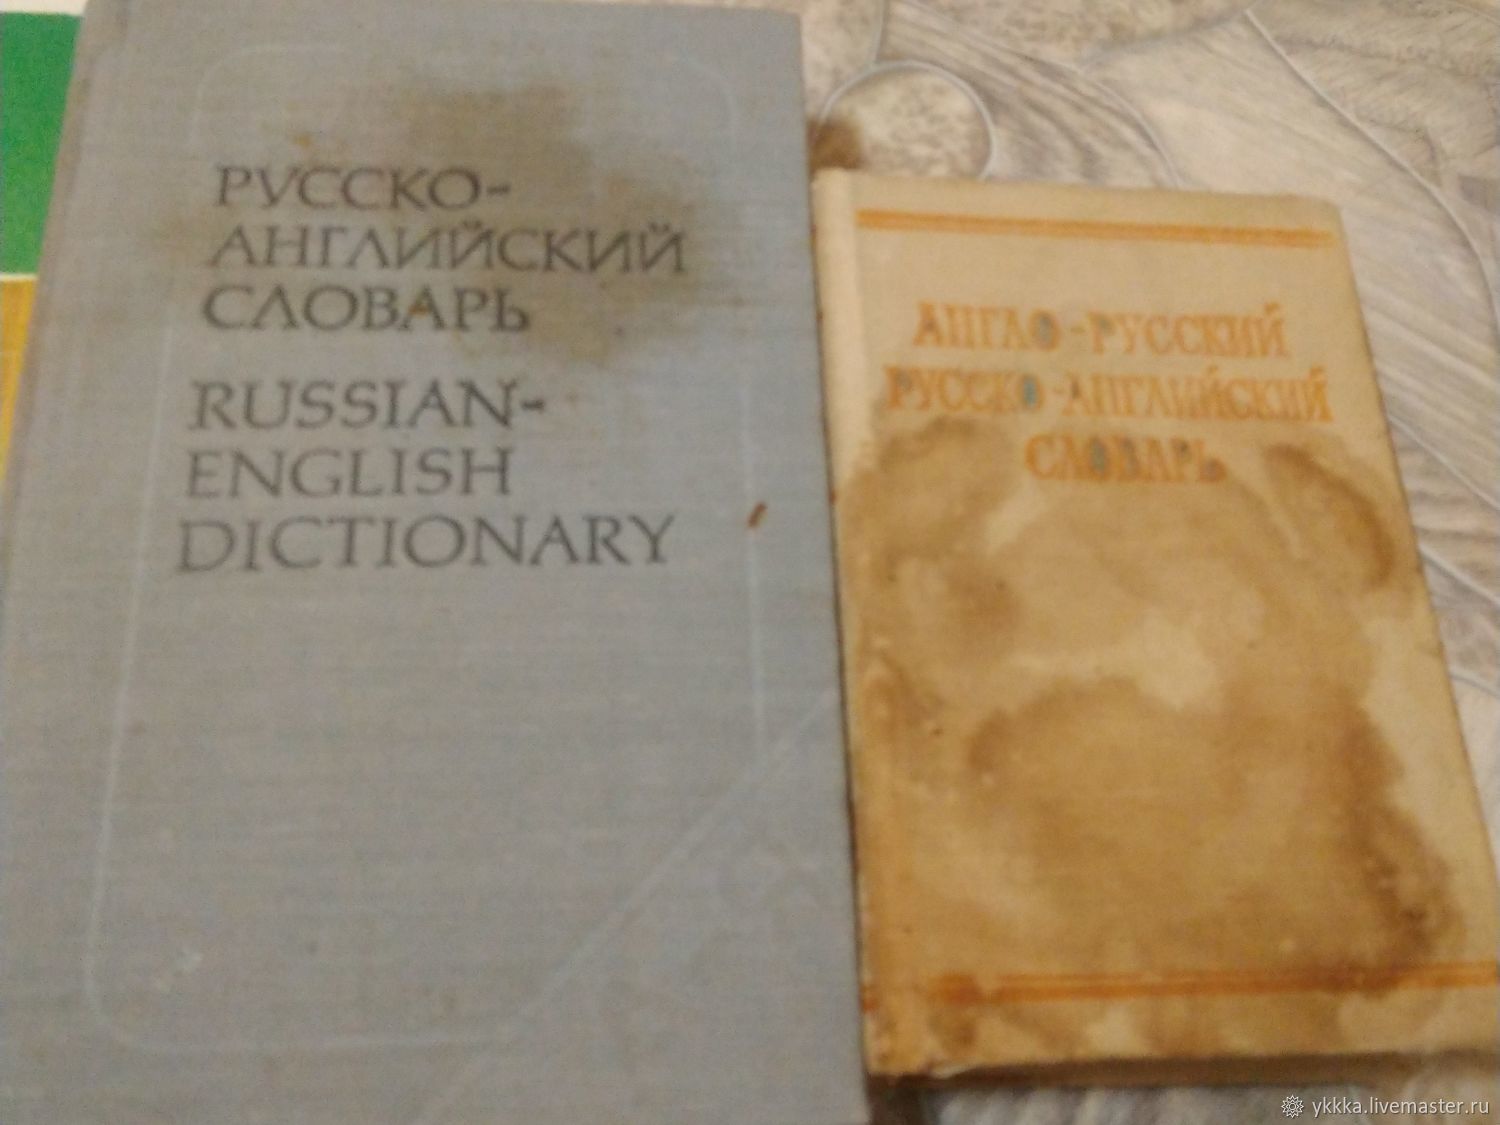 РУССКО-
АНГЛИЙСКИЙ
СЛОВАРЬ
RUSSIAN-
ENGLISH
DICTIONARY
АНГЛО-РУССКИЙ
РУССКО-АНГЛИЙСКИЙ
СЛОВАРЬ
ykkka.livemaster.ru